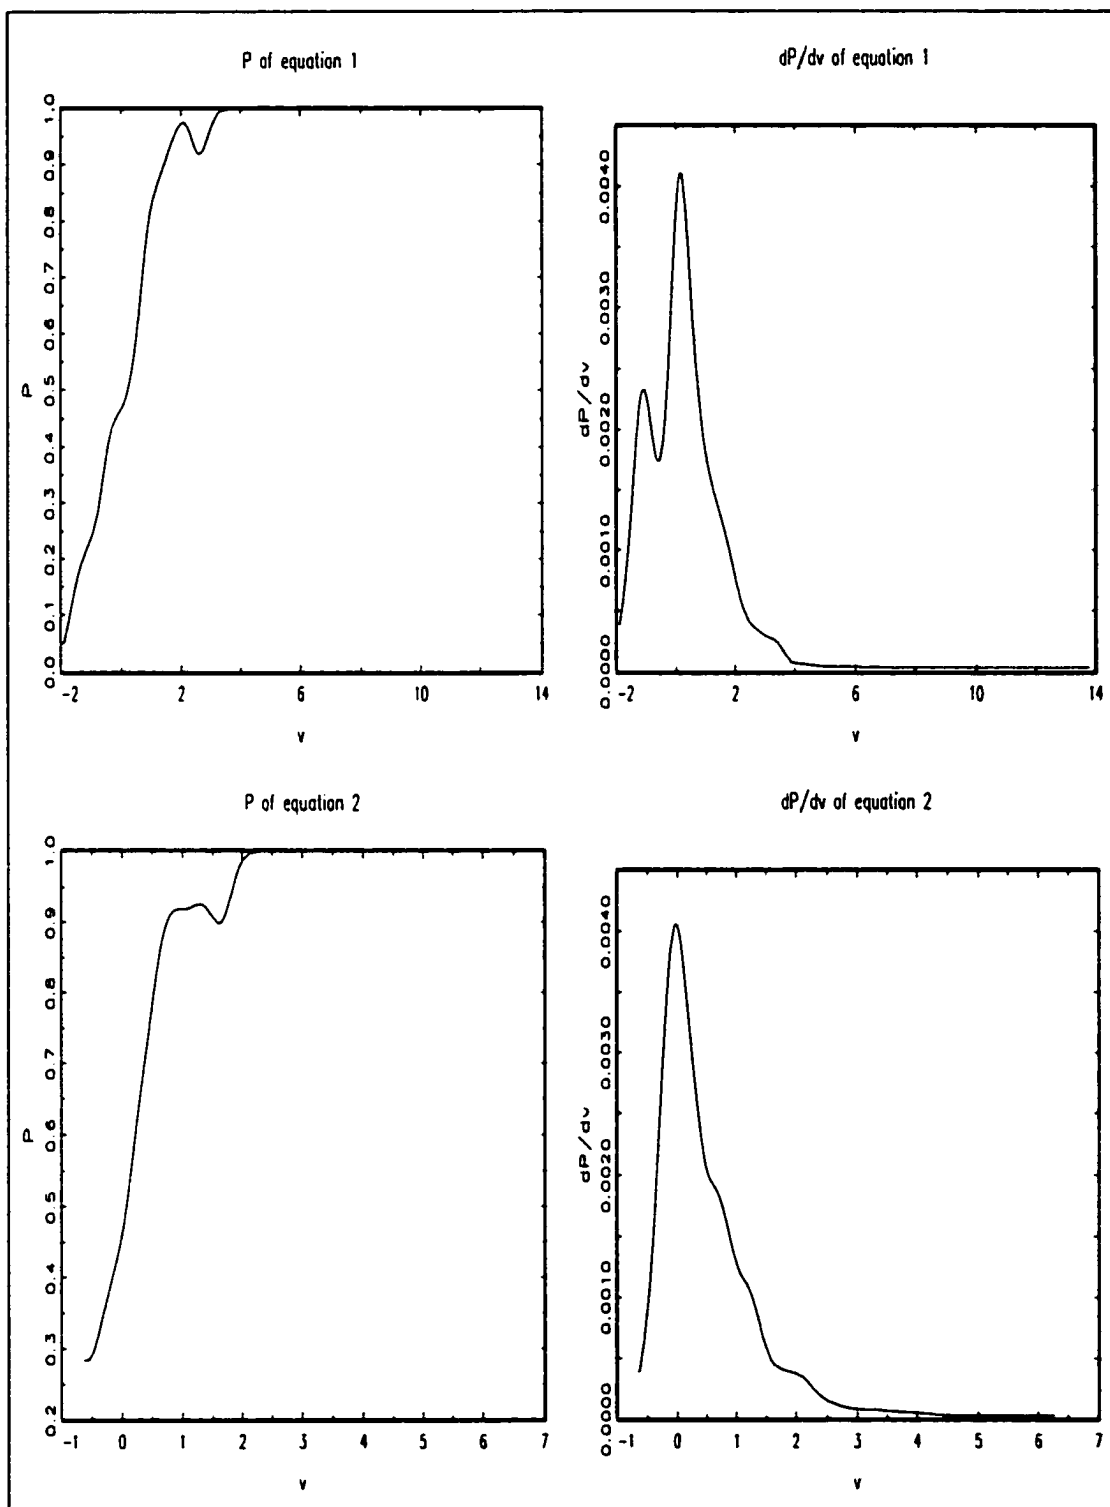 P of equation 1
1.0
0.9
0.8
0.7
0.6
0.5
0.4
0.3
0.2
0.1
0.0
P
-2 2 6 10 14
v
dP/dv of equation 1
0.0040
0.0030
0.0020
0.0010
0.000
dP/dv
-2 2 6 10 14
v
P of equation 2
1.0
0.9
0.8
0.7
0.6
0.5
0.4
0.3
0.2
P
-1 0 1 2 3 4 5 6 7
v
dP/dv of equation 2
0.0040
0.0030
0.0020
0.0010
0.000
dP/dv
-1 0 1 2 3 4 5 6 7
v